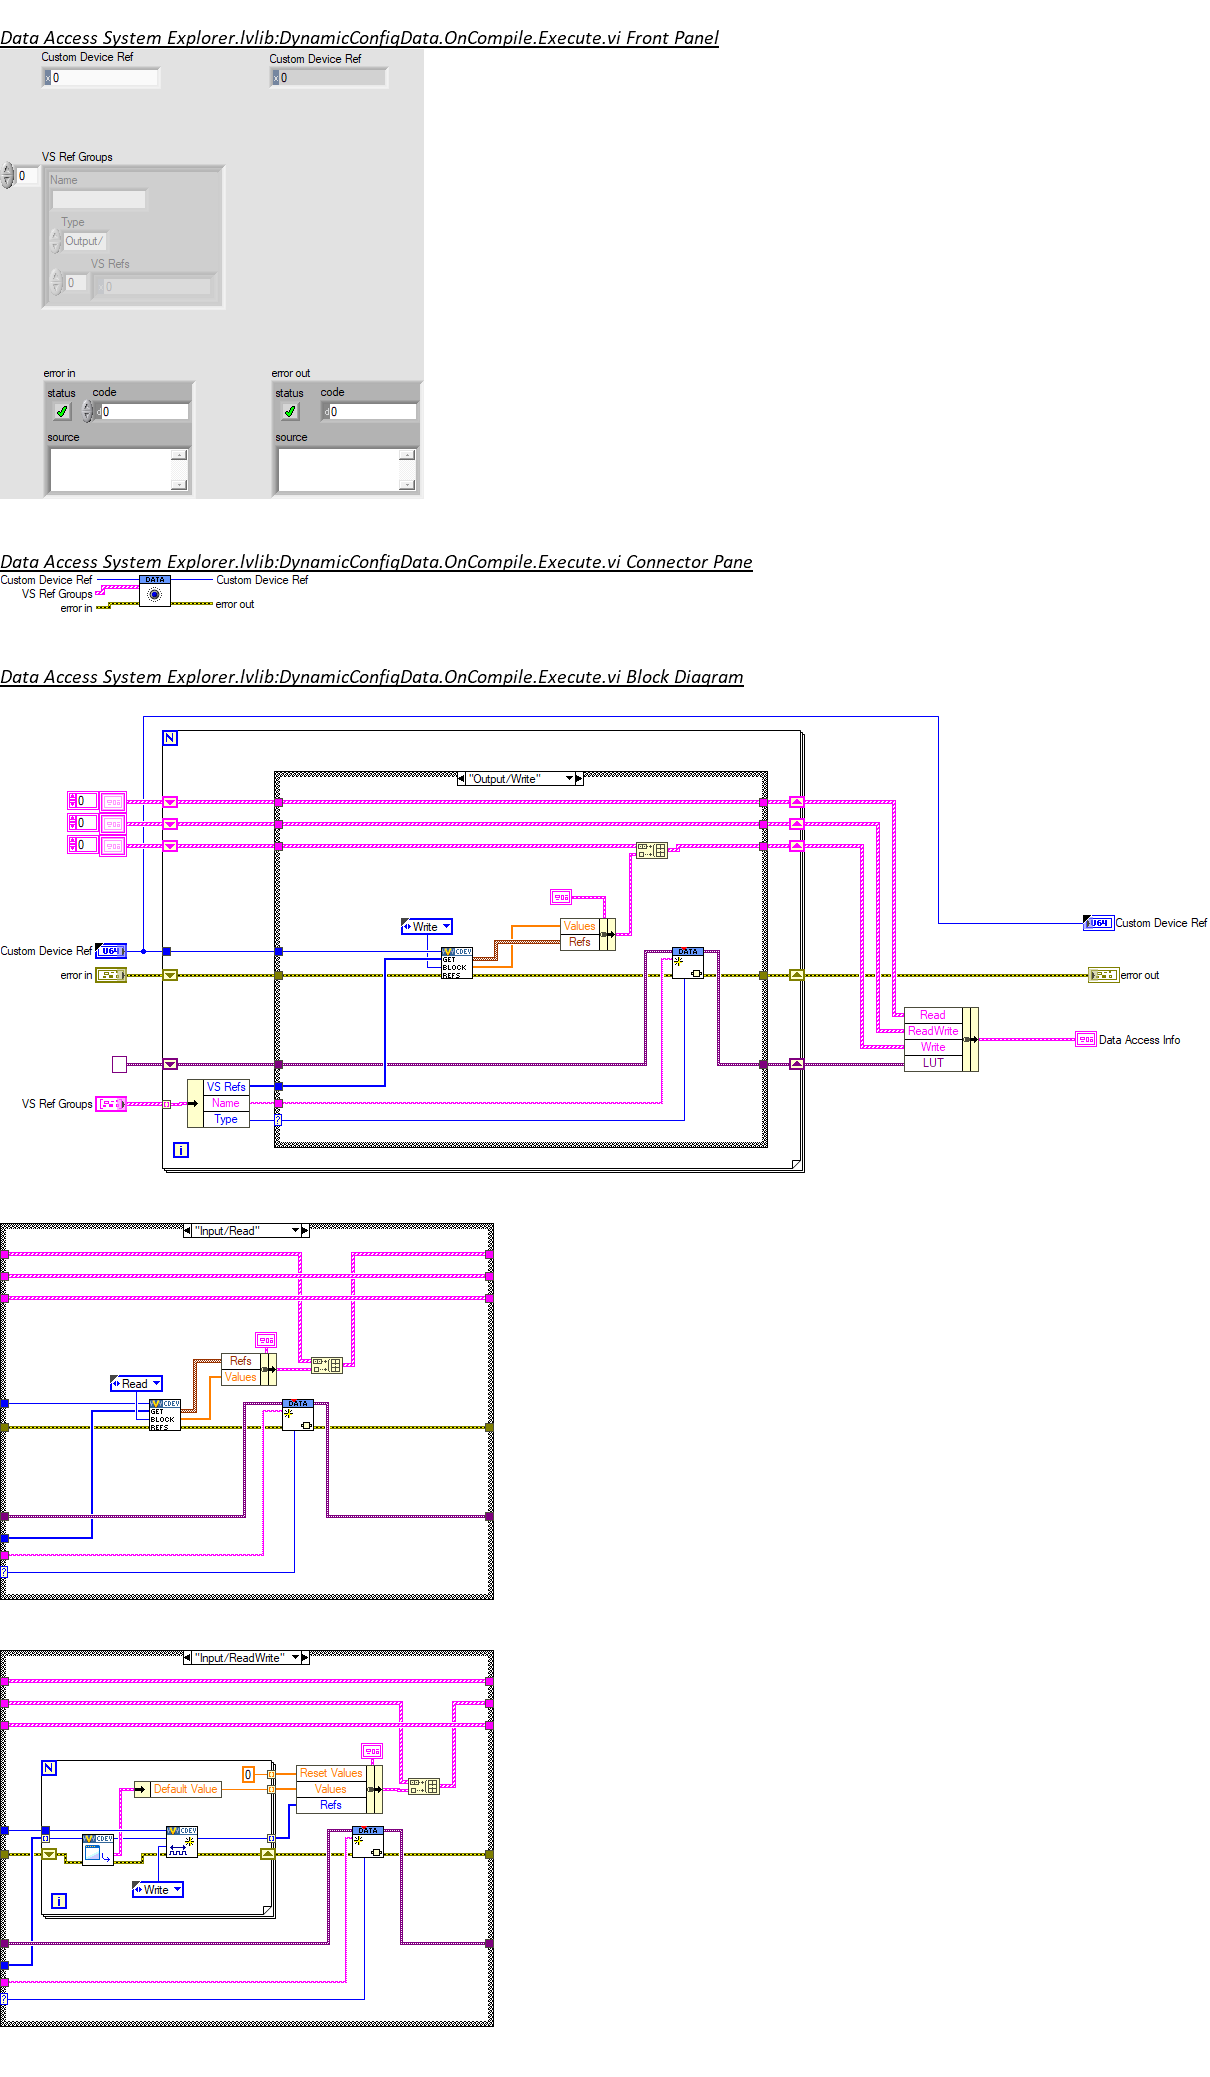 Data Access System Explorer.lvlib:DynamicConfigData.OnCompile.Execute.vi Front Panel
Custom Device Ref
Custom Device Ref
x 0
x 0
VS Ref Groups
0
Name
Type
Output/
VS Refs
0
0
error in
error out
status
code
status
code
d 0
d 0
source
source
Data Access System Explorer.lvlib:DynamicConfigData.OnCompile.Execute.vi Connector Pane
Custom Device Ref
DATA
Custom Device Ref
VS Ref Groups
error in
error out
Data Access System Explorer.lvlib:DynamicConfigData.OnCompile.Execute.vi Block Diagram
N
"Output/Write"
0
0
0
Write
Values
Refs
Custom Device Ref
U64
CDEV
GET
BLOCK
REFS
DATA
U64
Custom Device Ref
error in
error out
Read
ReadWrite
Write
LUT
Data Access Info
VS Refs
Name
Type
VS Ref Groups
?
i
"Input/Read"
Refs
Values
Read
CDEV
GET
BLOCK
REFS
DATA
?
"Input/ReadWrite"
N
0
Reset Values
Default Value
Values
Refs
CDEV
CDEV
DATA
Write
i
?